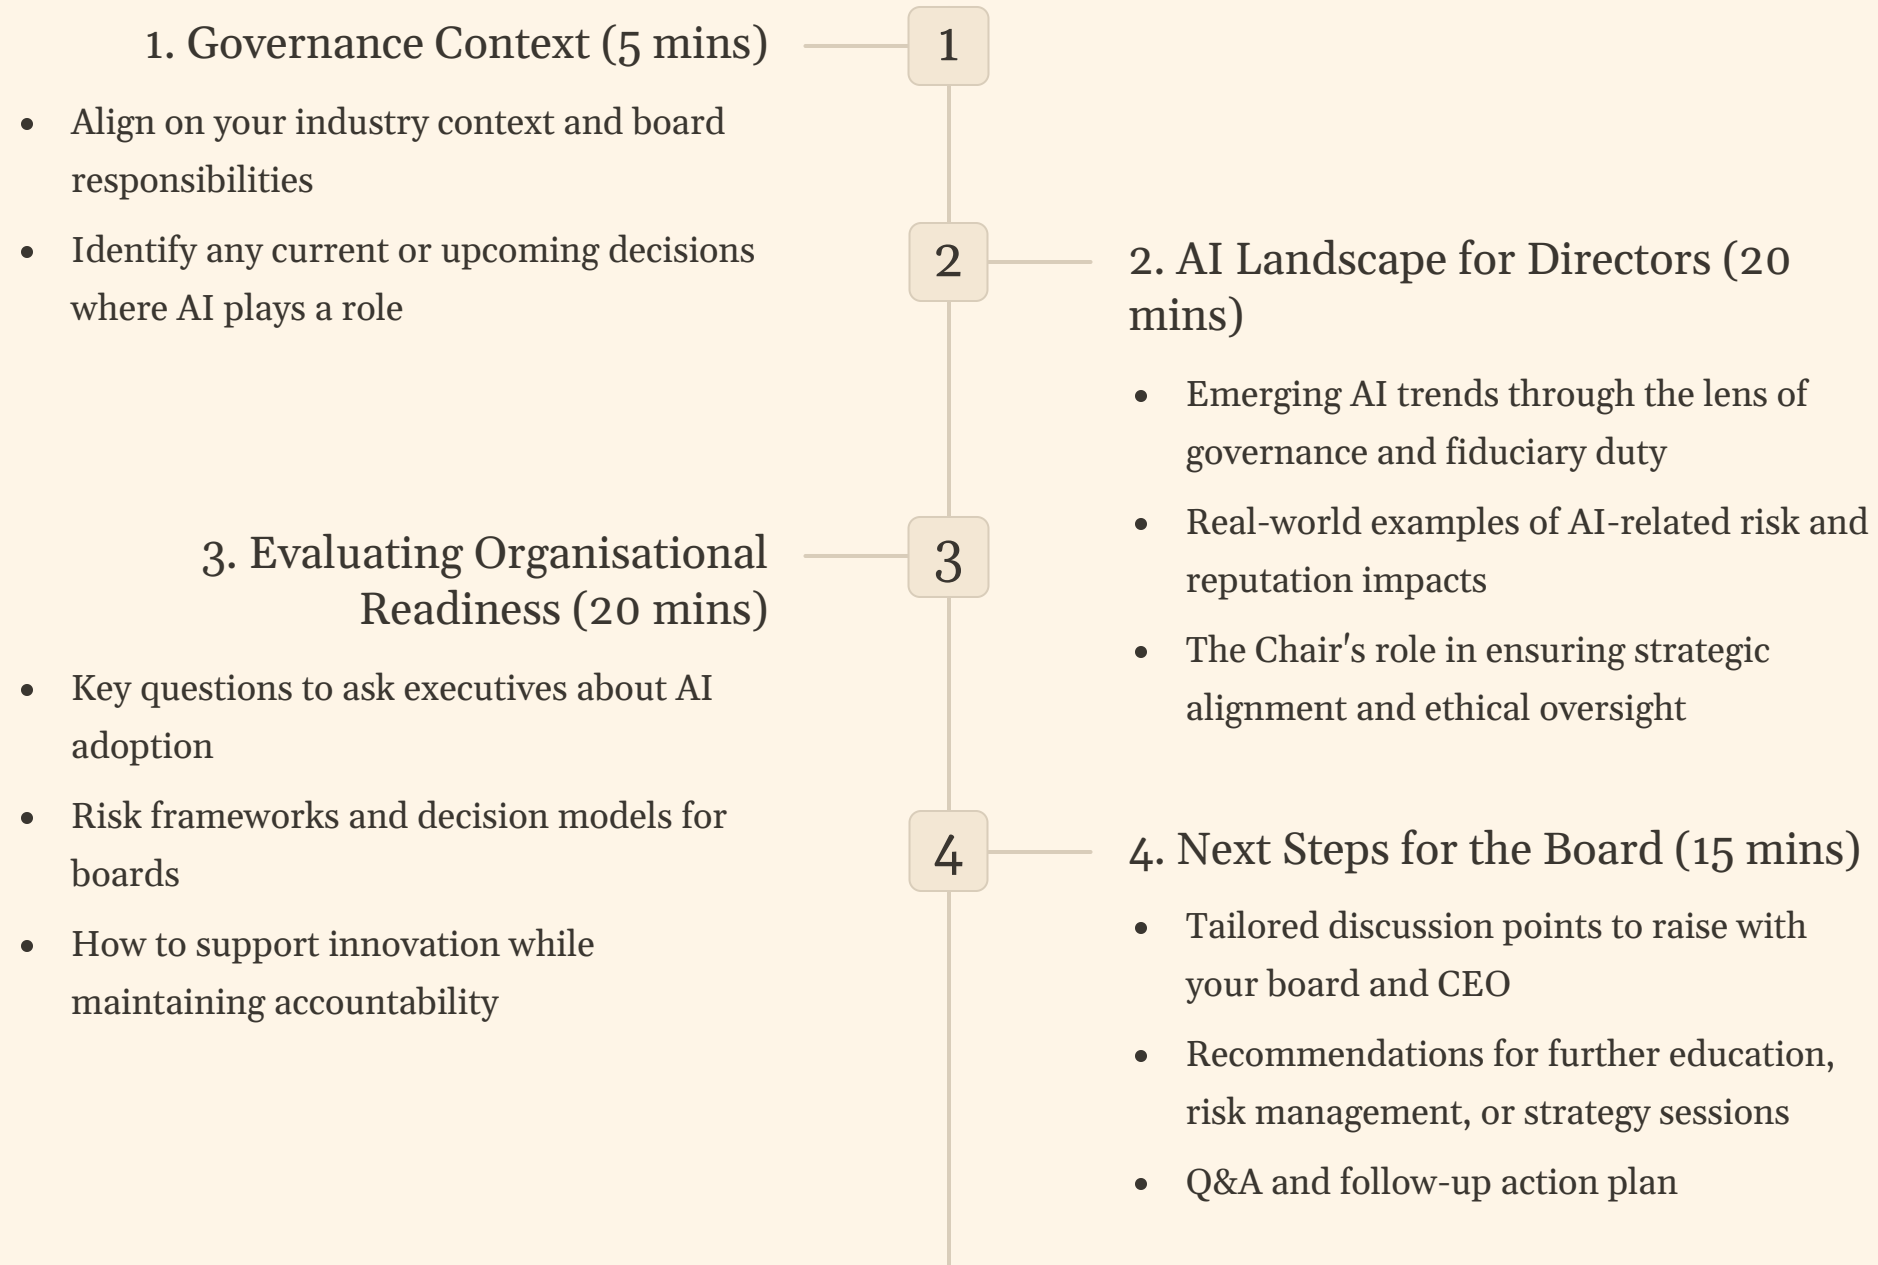 1. Governance Context (5 mins)
1
• Align on your industry context and board
responsibilities
• Identify any current or upcoming decisions
where AI plays a role
2
2. AI Landscape for Directors (20
mins)
• Emerging AI trends through the lens of
governance and fiduciary duty
• Real-world examples of AI-related risk and
reputation impacts
• The Chair's role in ensuring strategic
alignment and ethical oversight
3. Evaluating Organisational
Readiness (20 mins)
3
• Key questions to ask executives about AI
adoption
• Risk frameworks and decision models for
boards
• How to support innovation while
maintaining accountability
4
4. Next Steps for the Board (15 mins)
• Tailored discussion points to raise with
your board and CEO
• Recommendations for further education,
risk management, or strategy sessions
• Q&A and follow-up action plan